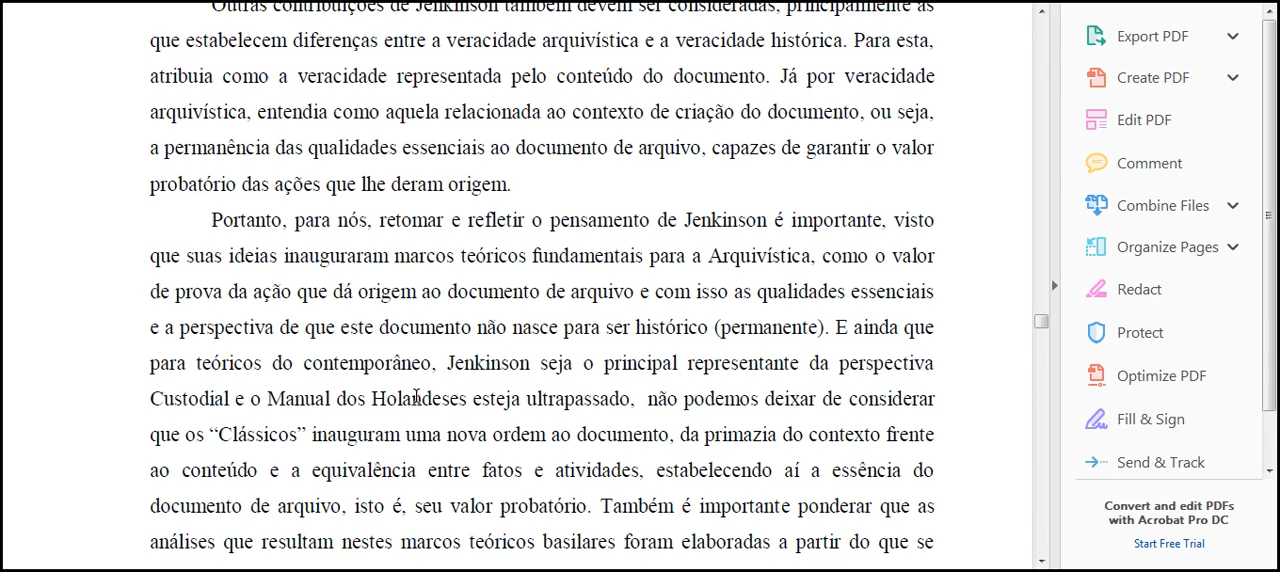 Outras contribuições de Jenkinson também devem ser consideradas, principalmente as
que estabelecem diferenças entre a veracidade arquivística e a veracidade histórica. Para esta,
atribuia como a veracidade representada pelo conteúdo do documento. Já por veracidade
arquivística, entendia como aquela relacionada ao contexto de criação do documento, ou seja,
a permanência das qualidades essenciais ao documento de arquivo, capazes de garantir o valor
probatório das ações que lhe deram origem.
Portanto, para nós, retomar e refletir o pensamento de Jenkinson é importante, visto
que suas ideias inauguraram marcos teóricos fundamentais para a Arquivística, como o valor
de prova da ação que dá origem ao documento de arquivo e com isso as qualidades essenciais
e a perspectiva de que este documento não nasce para ser histórico (permanente). E ainda que
para teóricos do contemporâneo, Jenkinson seja o principal representante da perspectiva
Custodial e o Manual dos Holandeses esteja ultrapassado, não podemos deixar de considerar
que os “Clássicos” inauguram uma nova ordem ao documento, da primazia do contexto frente
ao conteúdo e a equivalência entre fatos e atividades, estabelecendo aí a essência do
documento de arquivo, isto é, seu valor probatório. Também é importante ponderar que as
análises que resultam nestes marcos teóricos basilares foram elaboradas a partir do que se
Export PDF
Create PDF
Edit PDF
Comment
Combine Files
Organize Pages
Redact
Protect
Optimize PDF
Fill & Sign
Send & Track
Convert and edit PDFs
with Acrobat Pro DC
Start Free Trial